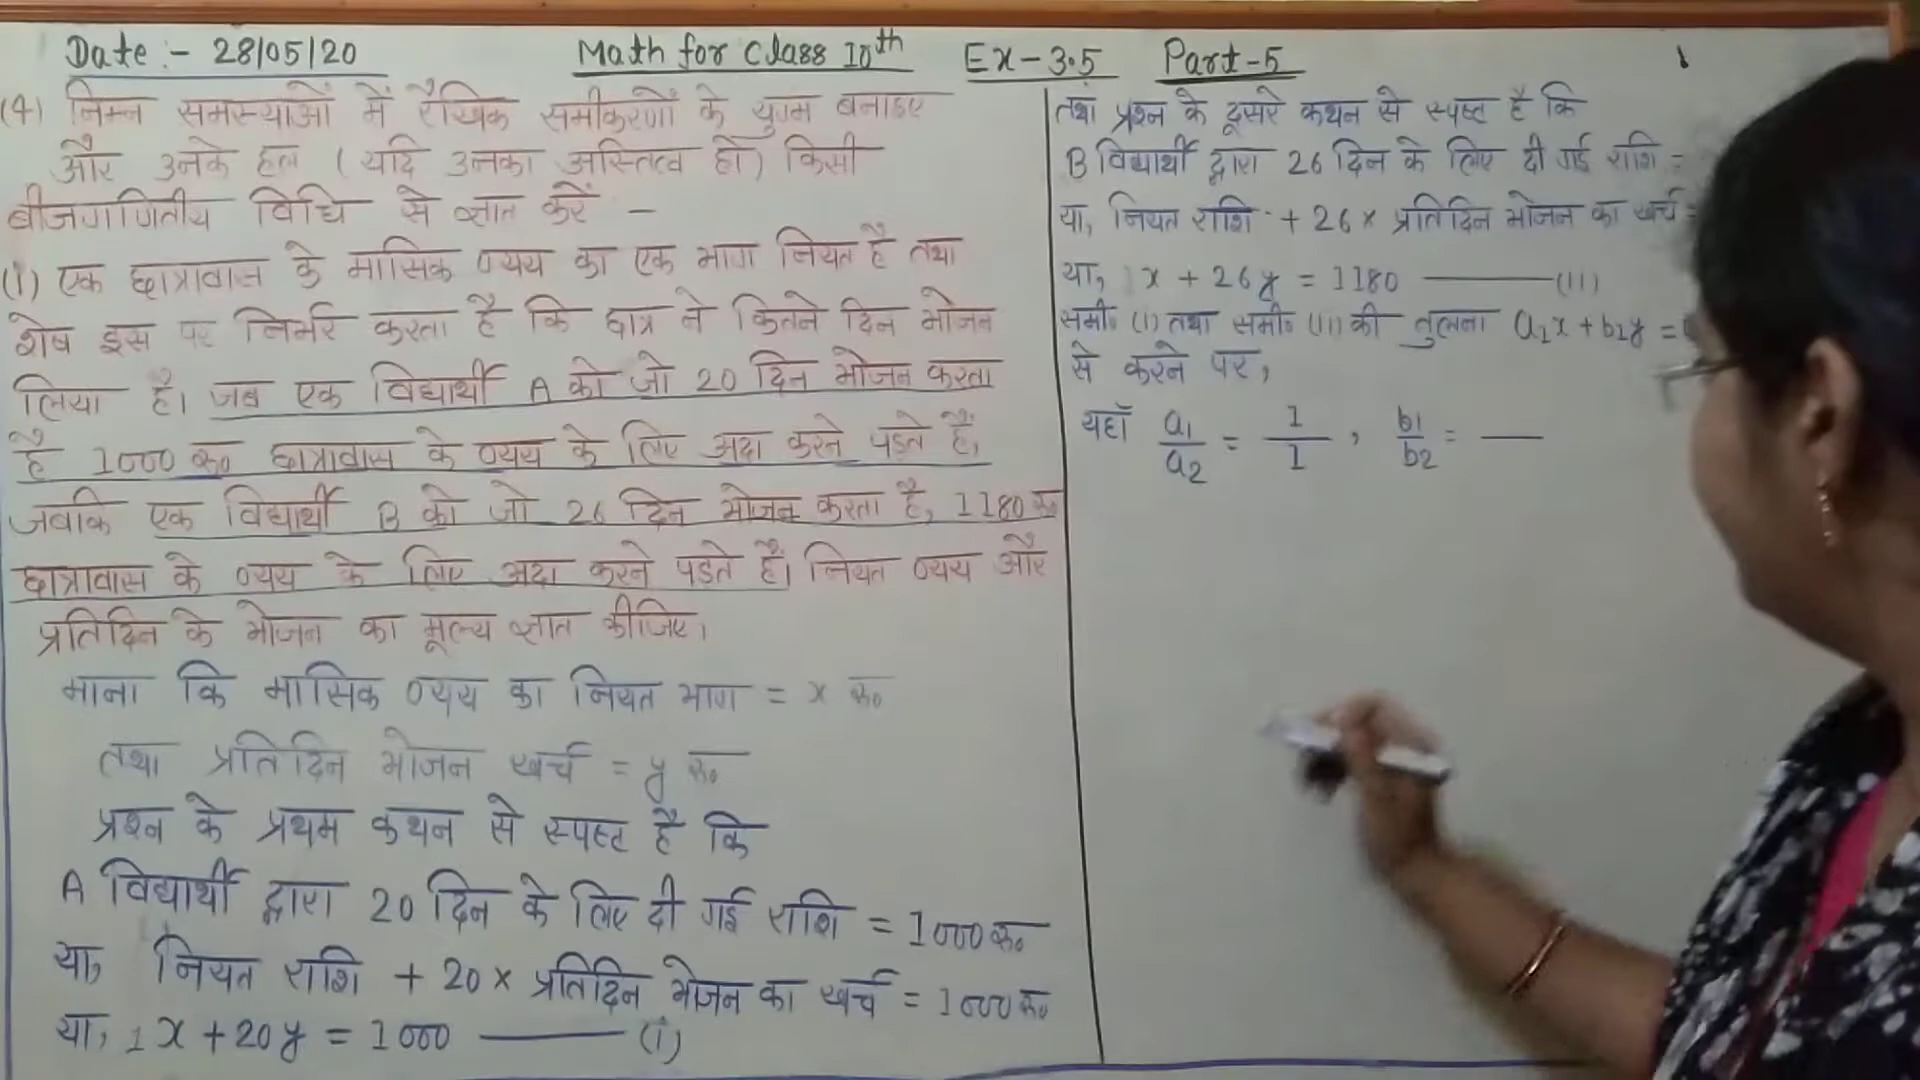 Date :- 28/05/20 Math for Class 10th Ex-3.5 Part-5 1
(4) निम्न समस्याओं में रैखिक समीकरणों के युग्म बनाइए
और उनके हल (यदि उनका अस्तित्व हो) किसी
बीजगणितीय विधि से ज्ञात करें –
(i) एक छात्रावास के मासिक व्यय का एक भाग नियत है तथा
शेष इस पर निर्भर करता है कि छात्र ने कितने दिन भोजन
लिया है। जब एक विद्यार्थी A को जो 20 दिन भोजन करता
है 1000 रु० छात्रावास के व्यय के लिए अदा करने पड़ते हैं,
जबकि एक विद्यार्थी B को जो 26 दिन भोजन करता है, 1180 रु०
छात्रावास के व्यय के लिए अदा करने पड़ते हैं। नियत व्यय और
प्रतिदिन के भोजन का मूल्य ज्ञात कीजिए।
माना कि मासिक व्यय का नियत भाग = x रु०
तथा प्रतिदिन भोजन खर्च = y रु०
प्रश्न के प्रथम कथन से स्पष्ट है कि
A विद्यार्थी द्वारा 20 दिन के लिए दी गई राशि = 1000 रु०
या, नियत राशि + 20 × प्रतिदिन भोजन का खर्च = 1000 रु०
या, 1x + 20y = 1000 ——— (i)
तथा प्रश्न के दूसरे कथन से स्पष्ट है कि
B विद्यार्थी द्वारा 26 दिन के लिए दी गई राशि =
या, नियत राशि + 26 × प्रतिदिन भोजन का खर्च =
या, 1x + 26y = 1180 ——— (II)
समी० (I) तथा समी० (II) की तुलना a₁x + b₁y =
से करने पर,
यहाँ a₁/a₂ = 1/1 , b₁/b₂ = —